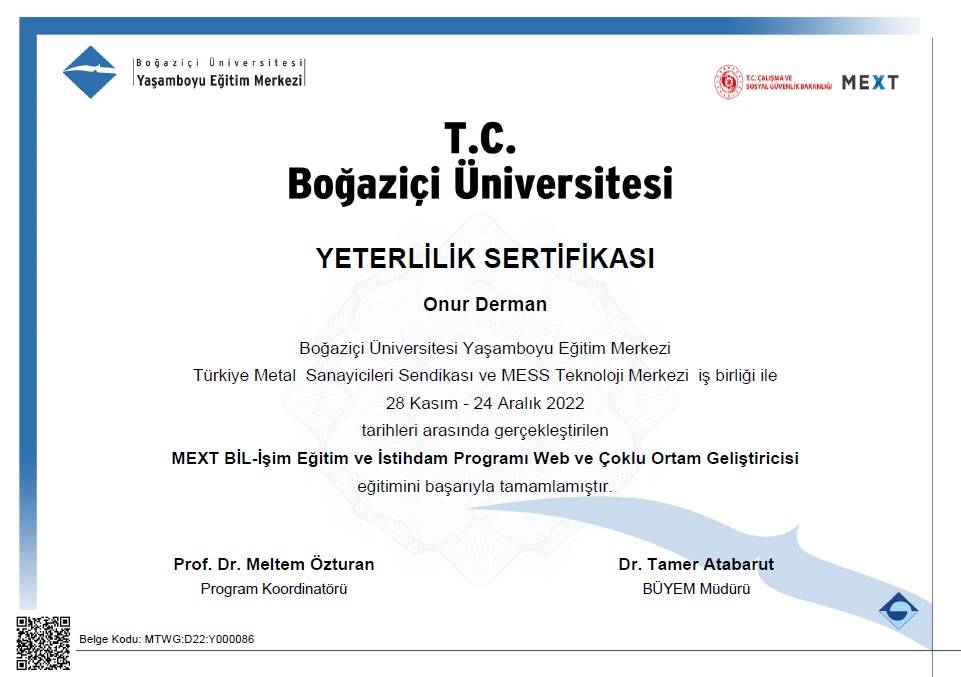 Boğaziçi Üniversitesi
Yaşamboyu Eğitim Merkezi
T.C. ÇALIŞMA VE
SOSYAL GÜVENLİK BAKANLIĞI
MEXT
T.C.
Boğaziçi Üniversitesi
YETERLİLİK SERTİFİKASI
Onur Derman
Boğaziçi Üniversitesi Yaşamboyu Eğitim Merkezi
Türkiye Metal Sanayicileri Sendikası ve MESS Teknoloji Merkezi iş birliği ile
28 Kasım - 24 Aralık 2022
tarihleri arasında gerçekleştirilen
MEXT BİL-İşim Eğitim ve İstihdam Programı Web ve Çoklu Ortam Geliştiricisi
eğitimini başarıyla tamamlamıştır.
Prof. Dr. Meltem Özturan
Program Koordinatörü
Dr. Tamer Atabarut
BÜYEM Müdürü
Belge Kodu: MTWG:D22:Y000086